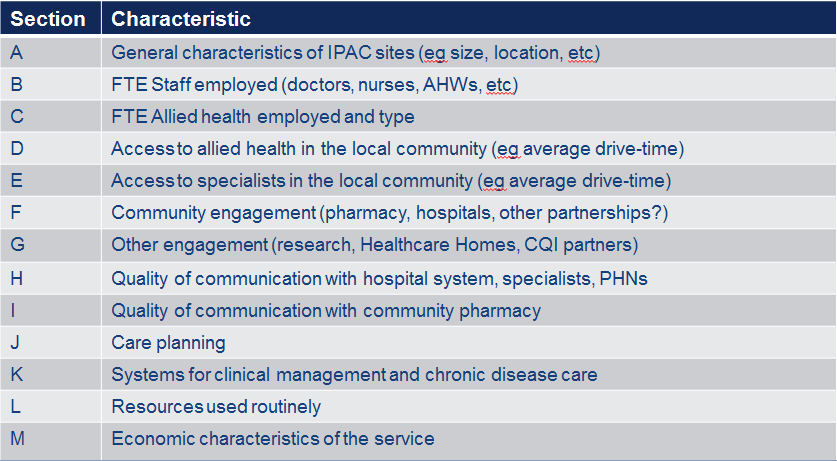 Section Characteristic
A General characteristics of IPAC sites (eg size, location, etc)
B FTE Staff employed (doctors, nurses, AHWs, etc)
C FTE Allied health employed and type
D Access to allied health in the local community (eg average drive-time)
E Access to specialists in the local community (eg average drive-time)
F Community engagement (pharmacy, hospitals, other partnerships?)
G Other engagement (research, Healthcare Homes, CQI partners)
H Quality of communication with hospital system, specialists, PHNs
I Quality of communication with community pharmacy
J Care planning
K Systems for clinical management and chronic disease care
L Resources used routinely
M Economic characteristics of the service